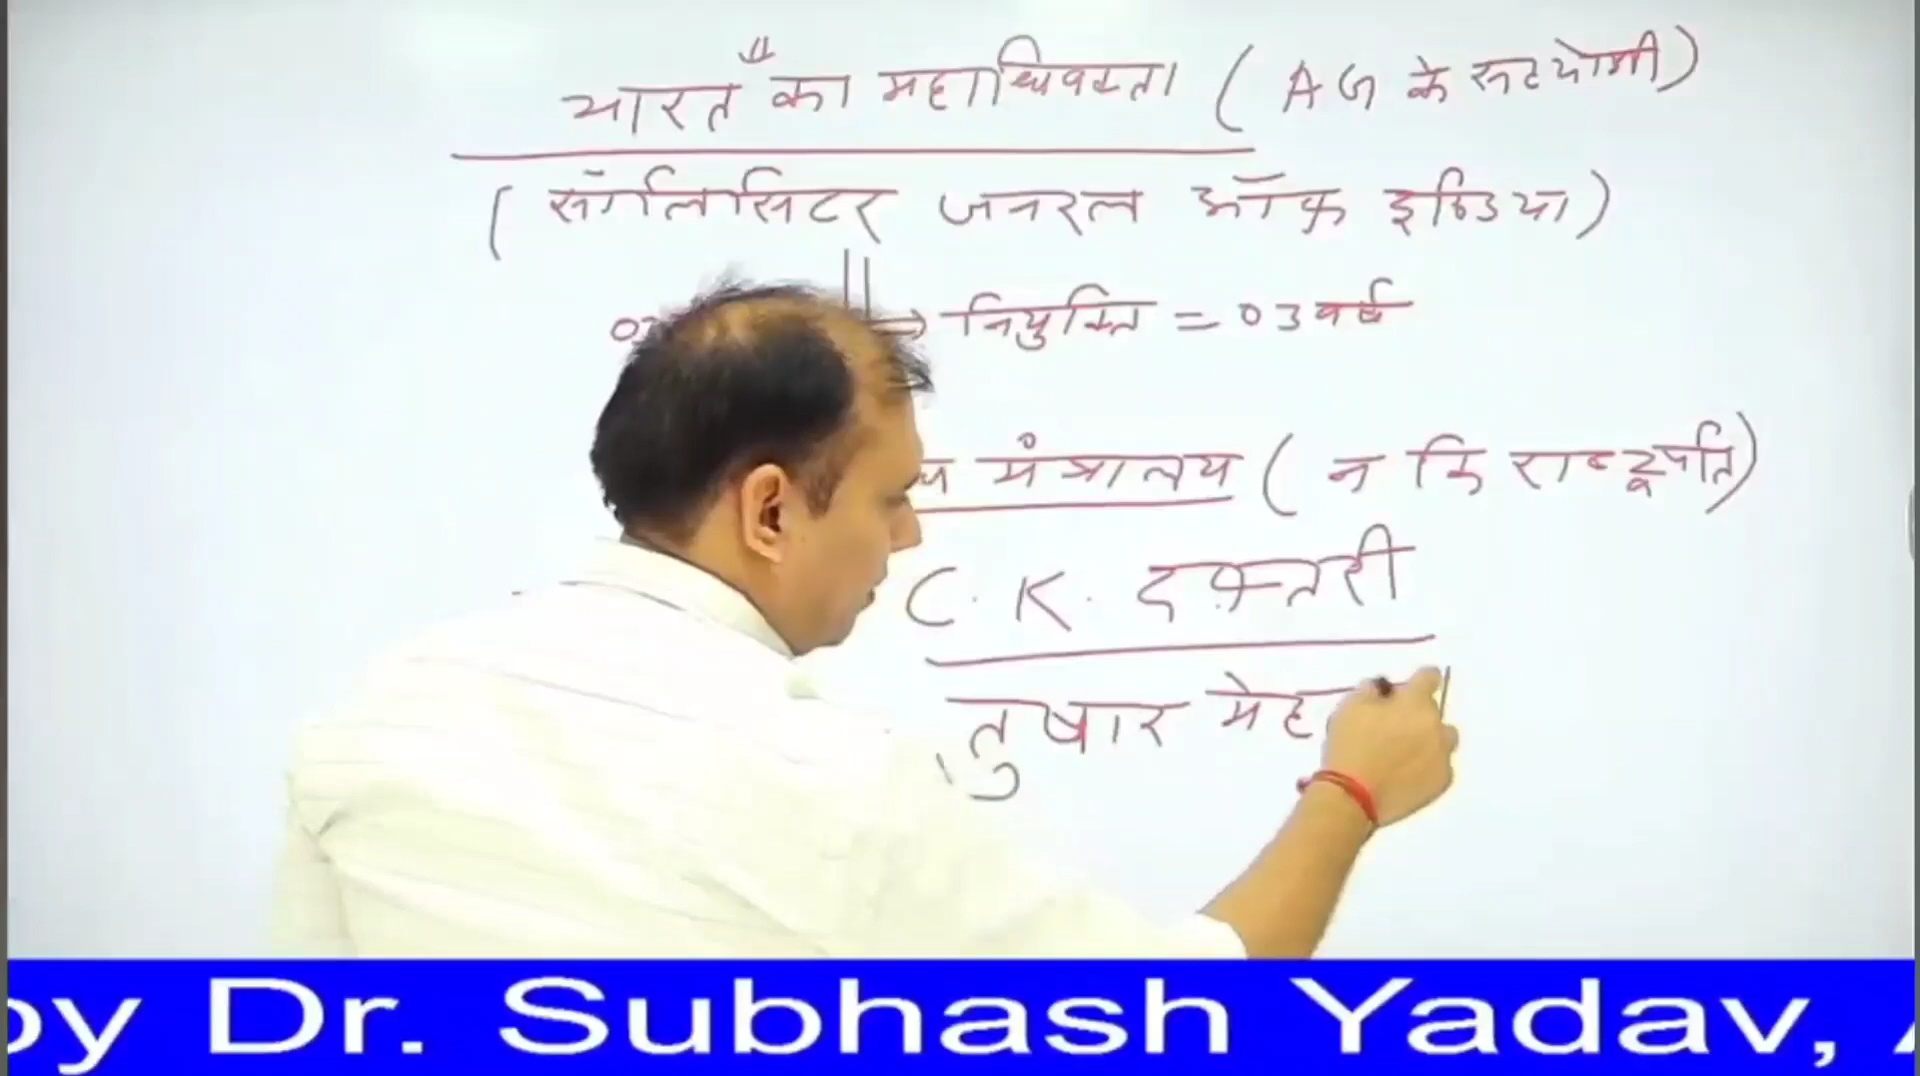 भारत का महाधिवक्ता ( AG के सहयोगी )
( सॉलिसिटर जनरल ऑफ इण्डिया )
नियुक्ति = 03 वर्ष
मंत्रालय ( न कि राष्ट्रपति )
C. K. दफ़्तरी
तुषार मेह
by Dr. Subhash Yadav,